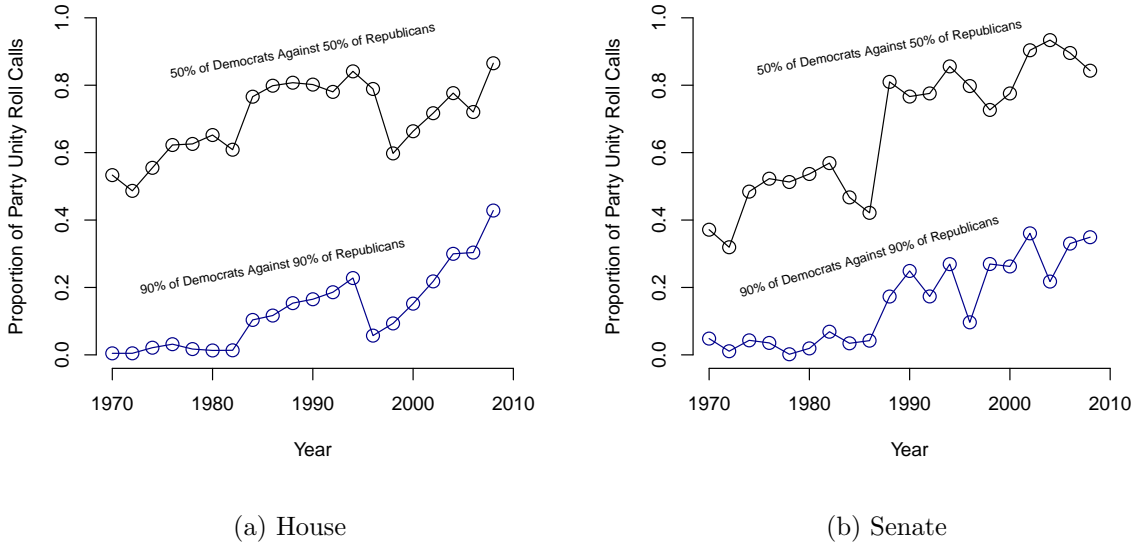 Proportion of Party Unity Roll Calls
1.0
0.8
0.6
0.4
0.2
0.0
50% of Democrats Against 50% of Republicans
90% of Democrats Against 90% of Republicans
1970 1980 1990 2000 2010
Year
(a) House
Proportion of Party Unity Roll Calls
1.0
0.8
0.6
0.4
0.2
0.0
50% of Democrats Against 50% of Republicans
90% of Democrats Against 90% of Republicans
1970 1980 1990 2000 2010
Year
(b) Senate